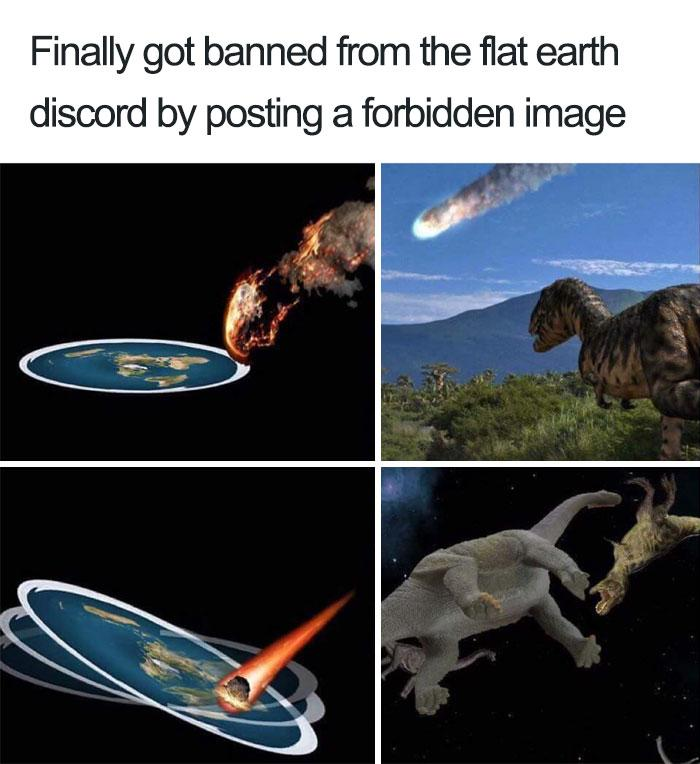 Finally got banned from the flat earth
discord by posting a forbidden image